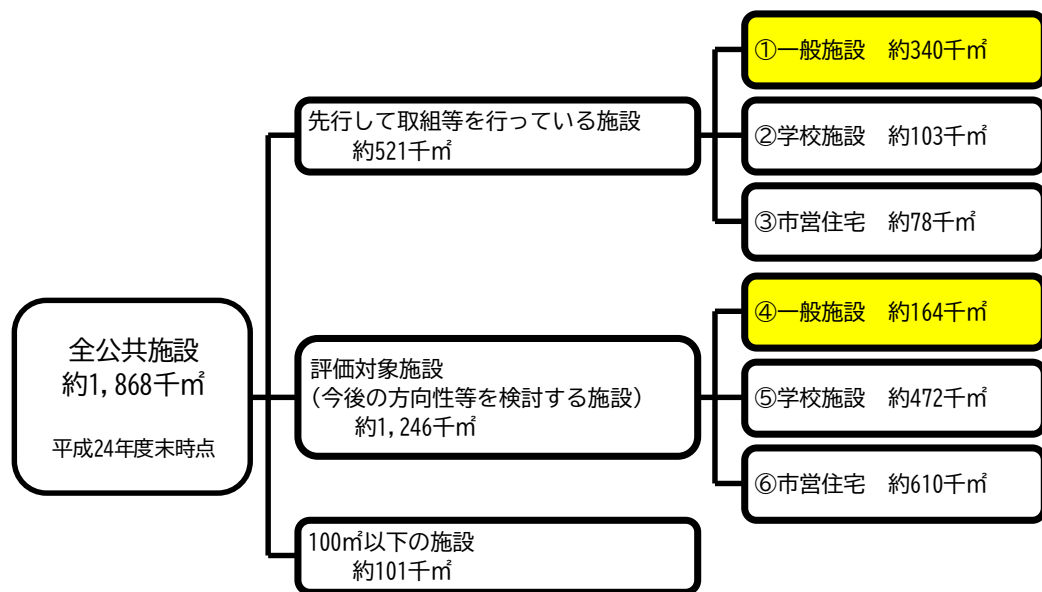 全公共施設
約1,868千㎡
平成24年度末時点
先行して取組等を行っている施設
約521千㎡
①一般施設　約340千㎡
②学校施設　約103千㎡
③市営住宅　約78千㎡
評価対象施設
(今後の方向性等を検討する施設)
約1,246千㎡
④一般施設　約164千㎡
⑤学校施設　約472千㎡
⑥市営住宅　約610千㎡
100㎡以下の施設
約101千㎡